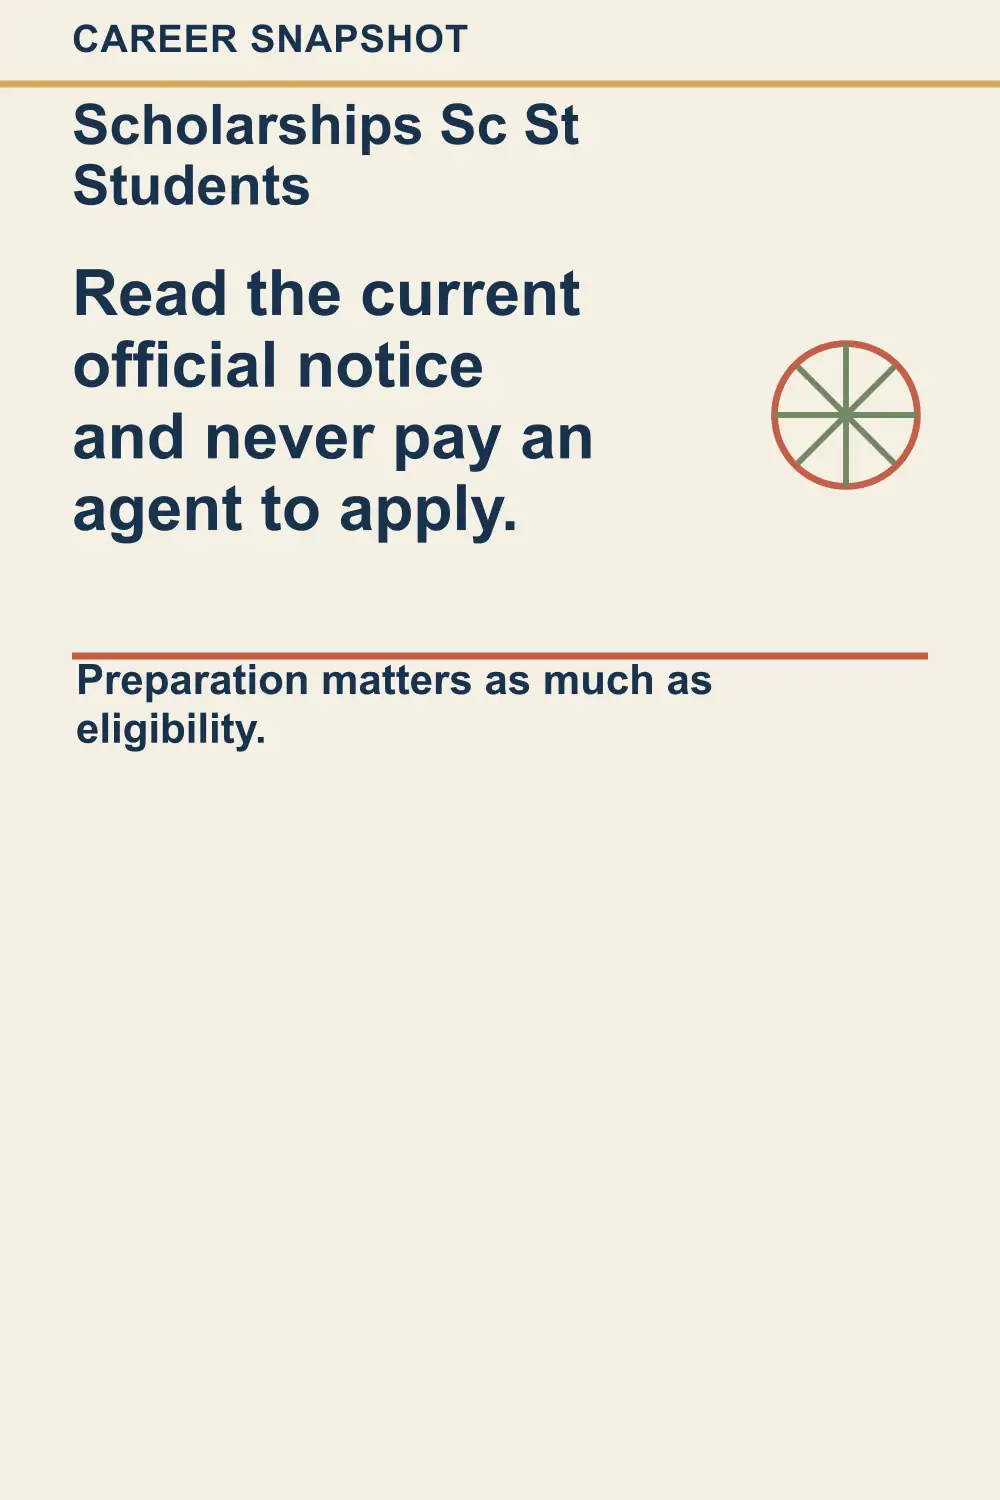 CAREER SNAPSHOT
Scholarships Sc St
Students
Read the current
official notice
and never pay an
agent to apply.
Preparation matters as much as
eligibility.